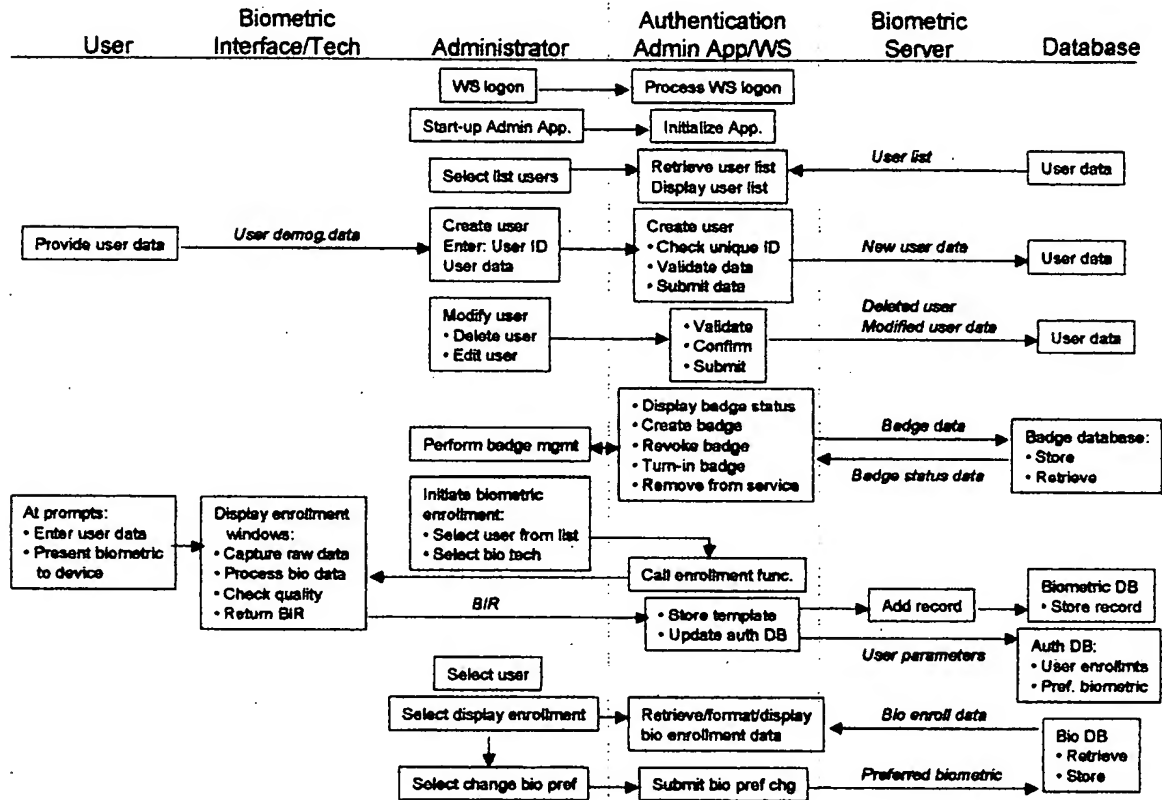 User
Biometric
Interface/Tech
Administrator
Authentication
Admin App/WS
Biometric
Server
Database
WS logon
Process WS logon
Start-up Admin App.
Initialize App.
Select list users
Retrieve user list
Display user list
User list
User data
Provide user data
User demog.data
Create user
Enter: User ID
User data
Create user
• Check unique ID
• Validate data
• Submit data
New user data
User data
Modify user
• Delete user
• Edit user
• Validate
• Confirm
• Submit
Deleted user
Modified user data
User data
Perform badge mgmt
• Display badge status
• Create badge
• Revoke badge
• Turn-in badge
• Remove from service
Badge data
Badge status data
Badge database:
• Store
• Retrieve
At prompts:
• Enter user data
• Present biometric
to device
Display enrollment
windows:
• Capture raw data
• Process bio data
• Check quality
• Return BIR
Initiate biometric
enrollment:
• Select user from list
• Select bio tech
Call enrollment func.
BIR
• Store template
• Update auth DB
Add record
Biometric DB
• Store record
User parameters
Auth DB:
• User enrollmts
• Pref. biometric
Select user
Select display enrollment
Retrieve/format/display
bio enrollment data
Bio enroll data
Bio DB
• Retrieve
• Store
Select change bio pref
Submit bio pref chg
Preferred biometric